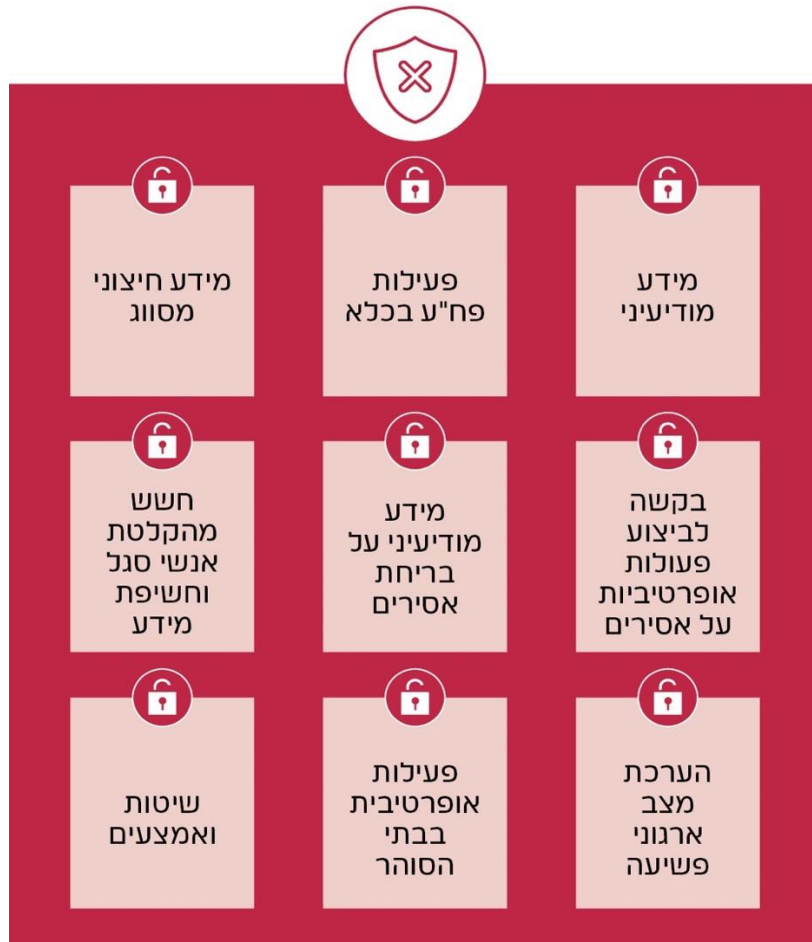 מידע
מודיעיני
פעילות
פח"ע בכלא
מידע חיצוני
מסווג
בקשה
לביצוע
פעולות
אופרטיביות
על אסירים
מידע
מודיעיני על
בריחת
אסירים
חשש
מהקלטת
אנשי סגל
וחשיפת
מידע
הערכת
מצב
ארגוני
פשיעה
פעילות
אופרטיבית
בבתי
הסוהר
שיטות
ואמצעים